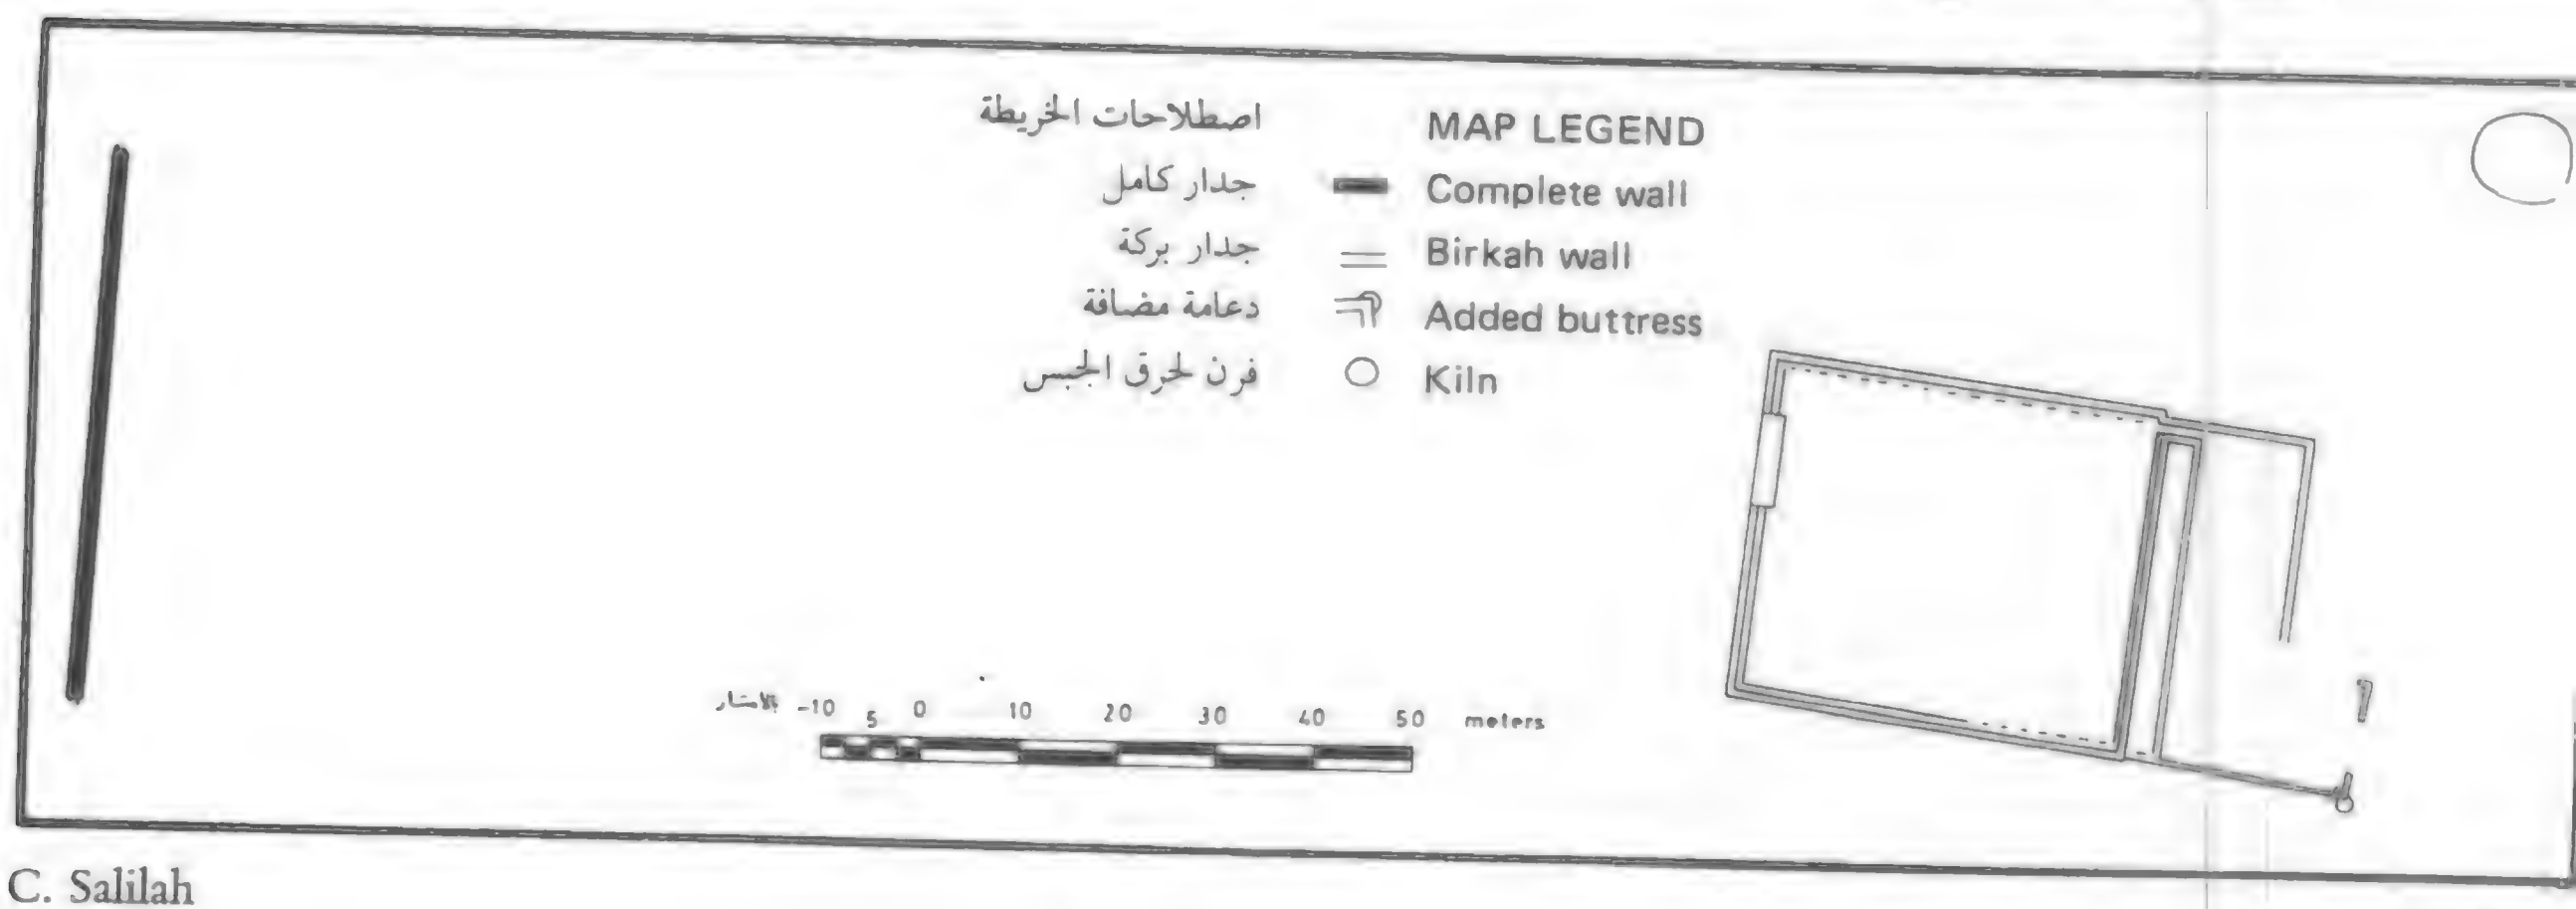 اصطلاحات الخريطة MAP LEGEND
جدار كامل Complete wall
جدار بركة Birkah wall
دعامة مضافة Added buttress
فرن لحرق الجبس Kiln
بالامتار -10 5 0 10 20 30 40 50 meters
C. Salilah